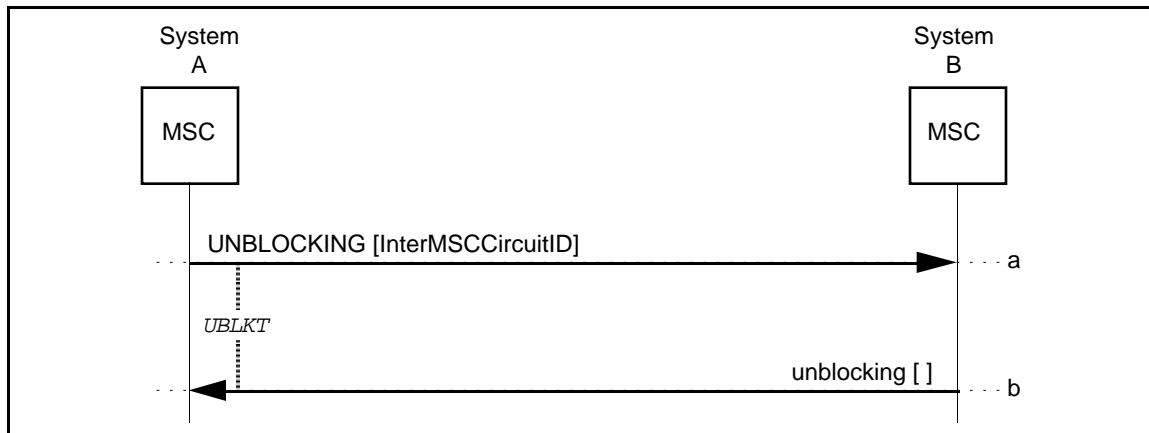 System
A
System
B
MSC
MSC
UNBLOCKING [InterMSCCircuitID]
a
UBLKT
unblocking [ ]
b